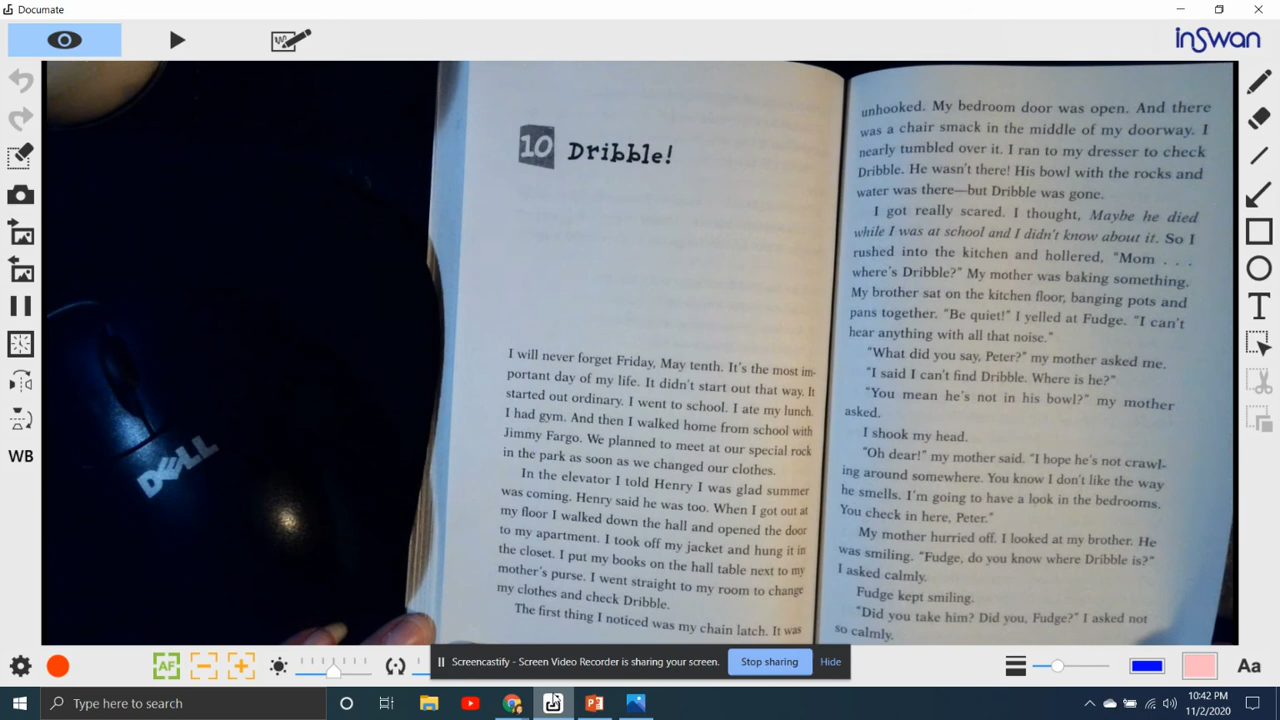 Documate
inSwan
10 Dribble!
I will never forget Friday, May tenth. It's the most im-
portant day of my life. It didn't start out that way. It
started out ordinary. I went to school. I ate my lunch.
I had gym. And then I walked home from school with
Jimmy Fargo. We planned to meet at our special rock
in the park as soon as we changed our clothes.
In the elevator I told Henry I was glad summer
was coming. Henry said he was too. When I got out at
my floor I walked down the hall and opened the door
to my apartment. I took off my jacket and hung it in
the closet. I put my books on the hall table next to my
mother's purse. I went straight to my room to change
my clothes and check Dribble.
The first thing I noticed was my chain latch. It was
unhooked. My bedroom door was open. And there
was a chair smack in the middle of my doorway. I
nearly tumbled over it. I ran to my dresser to check
Dribble. He wasn't there! His bowl with the rocks and
water was there—but Dribble was gone.
I got really scared. I thought, Maybe he died
while I was at school and I didn't know about it. So I
rushed into the kitchen and hollered, "Mom . . .
where's Dribble?" My mother was baking something.
My brother sat on the kitchen floor, banging pots and
pans together. "Be quiet!" I yelled at Fudge. "I can't
hear anything with all that noise."
"What did you say, Peter?" my mother asked me.
"I said I can't find Dribble. Where is he?"
"You mean he's not in his bowl?" my mother
asked.
I shook my head.
"Oh dear!" my mother said. "I hope he's not crawl-
ing around somewhere. You know I don't like the way
he smells. I'm going to have a look in the bedrooms.
You check in here, Peter."
My mother hurried off. I looked at my brother. He
was smiling. "Fudge, do you know where Dribble is?"
I asked calmly.
Fudge kept smiling.
"Did you take him? Did you, Fudge?" I asked not
so calmly.
DELL
WB
T
AF
Screencastify - Screen Video Recorder is sharing your screen.
Stop sharing
Hide
Aa
Type here to search
10:42 PM
11/2/2020